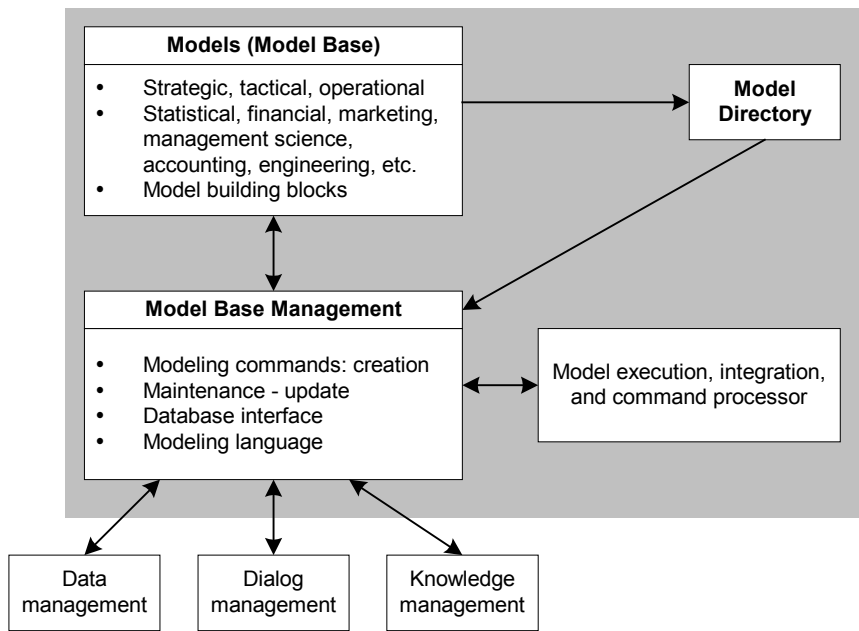 Models (Model Base)
• Strategic, tactical, operational
• Statistical, financial, marketing,
management science,
accounting, engineering, etc.
• Model building blocks
Model
Directory
Model Base Management
• Modeling commands: creation
• Maintenance - update
• Database interface
• Modeling language
Model execution, integration,
and command processor
Data
management
Dialog
management
Knowledge
management